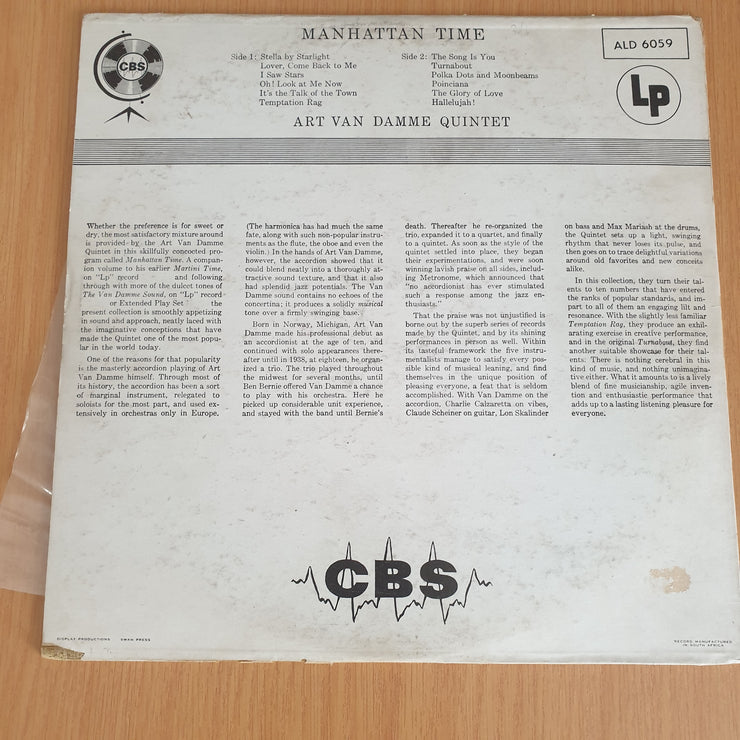 MANHATTAN TIME
ALD 6059
CBS
Side 1: Stella by Starlight
Lover, Come Back to Me
I Saw Stars
Oh! Look at Me Now
It's the Talk of the Town
Temptation Rag
Side 2: The Song Is You
Turnabout
Polka Dots and Moonbeams
Poinciana
The Glory of Love
Hallelujah!
Lp
ART VAN DAMME QUINTET
Whether the preference is for sweet or
dry, the most satisfactory mixture around
is provided by the Art Van Damme
Quintet in this skillfully concocted pro-
gram called Manhattan Time. A compan-
ion volume to his earlier Martini Time,
on "Lp" record and following
through with more of the dulcet tones of
The Van Damme Sound, on "Lp" record
or Extended Play Set the
present collection is smoothly appetizing
in sound and approach, neatly laced with
the imaginative conceptions that have
made the Quintet one of the most popu-
lar in the world today.
One of the reasons for that popularity
is the masterly accordion playing of Art
Van Damme himself. Through most of
its history, the accordion has been a sort
of marginal instrument, relegated to
soloists for the most part, and used ex-
tensively in orchestras only in Europe.
(The harmonica has had much the same
fate, along with such non-popular instru-
ments as the flute, the oboe and even the
violin.) In the hands of Art Van Damme,
however, the accordion showed that it
could blend neatly into a thoroughly at-
tractive sound texture, and that it also
had splendid jazz potentials. The Van
Damme sound contains no echoes of the
concertina; it produces a solidly musical
tone over a firmly swinging base.
Born in Norway, Michigan, Art Van
Damme made his professional debut as
an accordionist at the age of ten, and
continued with solo appearances there-
after until in 1938, at eighteen, he organ-
ized a trio. The trio played throughout
the midwest for several months, until
Ben Bernie offered Van Damme a chance
to play with his orchestra. Here he
picked up considerable unit experience,
and stayed with the band until Bernie's
death. Thereafter he re-organized the
trio, expanded it to a quartet, and finally
to a quintet. As soon as the style of the
quintet settled into place, they began
their experimentations, and were soon
winning lavish praise on all sides, includ-
ing Metronome, which announced that
"no accordionist has ever stimulated
such a response among the jazz en-
thusiasts."
That the praise was not unjustified is
borne out by the superb series of records
made by the Quintet, and by its shining
performances in person as well. Within
its tasteful framework the five instru-
mentalists manage to satisfy every pos-
sible kind of musical leaning, and find
themselves in the unique position of
pleasing everyone, a feat that is seldom
accomplished. With Van Damme on the
accordion, Charlie Calzaretta on vibes,
Claude Scheiner on guitar, Lon Skalinder
on bass and Max Mariash at the drums,
the Quintet sets up a light, swinging
rhythm that never loses its pulse, and
then goes on to trace delightful variations
around old favorites and new conceits
alike.
In this collection, they turn their tal-
ents to ten numbers that have entered
the ranks of popular standards, and im-
part to all of them an engaging lilt and
resonance. With the slightly less familiar
Temptation Rag, they produce an exhil-
arating exercise in creative performance,
and in the original Turnabout, they find
another suitable showcase for their tal-
ents. There is nothing cerebral in this
kind of music, and nothing unimagina-
tive either. What it amounts to is a lively
blend of fine musicianship, agile inven-
tion and enthusiastic performance that
adds up to a lasting listening pleasure for
everyone.
CBS
DISPLAY PRODUCTIONS SWAN PRESS
RECORD MANUFACTURED
IN SOUTH AFRICA